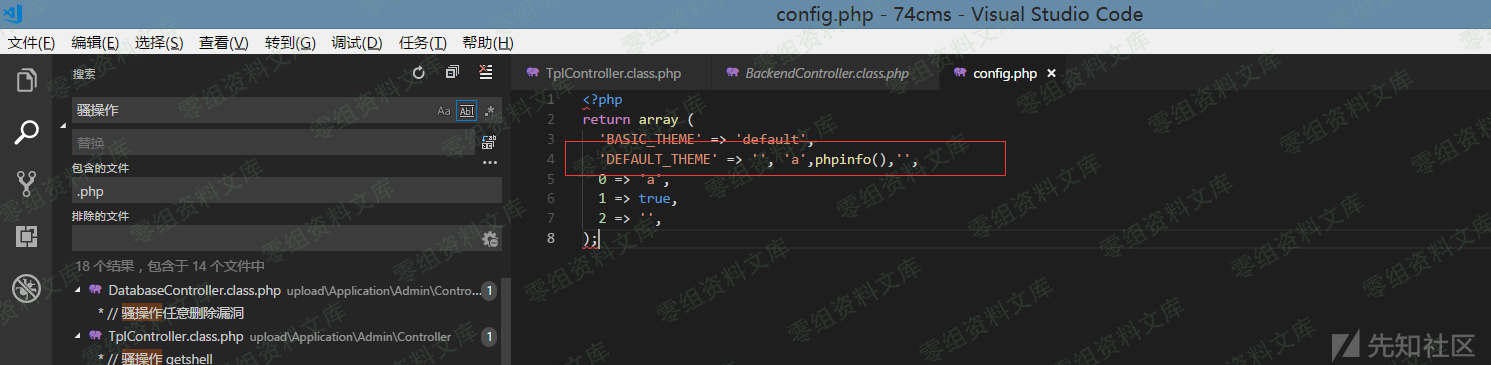 config.php - 74cms - Visual Studio Code
文件(F) 编辑(E) 选择(S) 查看(V) 转到(G) 调试(D) 任务(T) 帮助(H)
搜索
骚操作 Aa Abl .*
替换
包含的文件
.php
排除的文件
18 个结果，包含于 14 个文件中
DatabaseController.class.php upload\Application\Admin\Contro... 1
* // 骚操作任意删除漏洞
TplController.class.php upload\Application\Admin\Controller 1
* // 骚操作 getshell
TplController.class.php BackendController.class.php config.php ×
1 <?php
2 return array (
3 'BASIC_THEME' => 'default',
4 'DEFAULT_THEME' => '', 'a',phpinfo(),'',
5 0 => 'a',
6 1 => true,
7 2 => '',
8 );
零组资料文库
先知社区